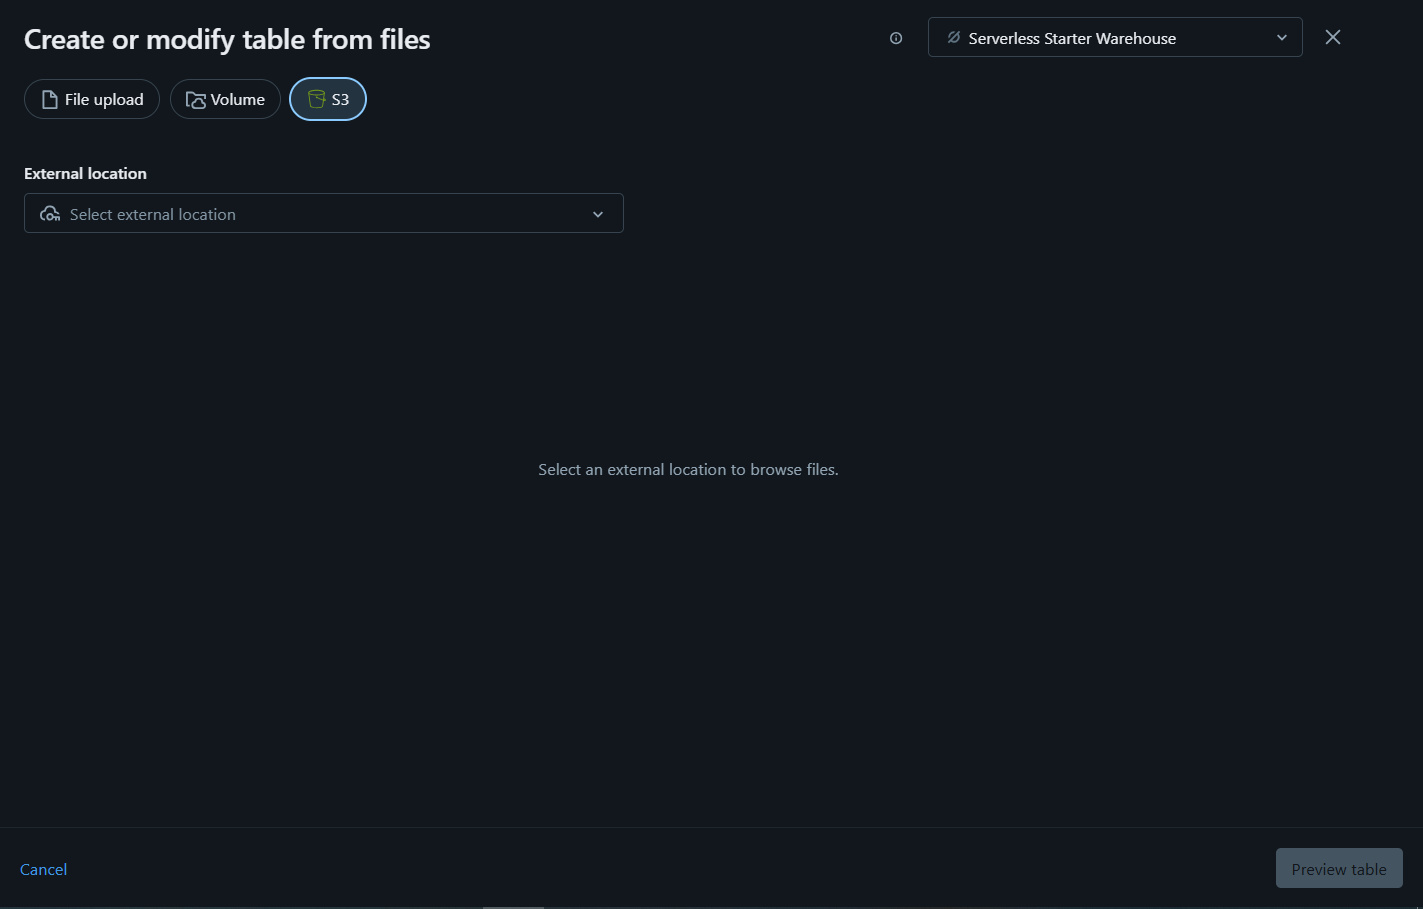 Create or modify table from files
Serverless Starter Warehouse
File upload
Volume
S3
External location
Select external location
Select an external location to browse files.
Cancel
Preview table